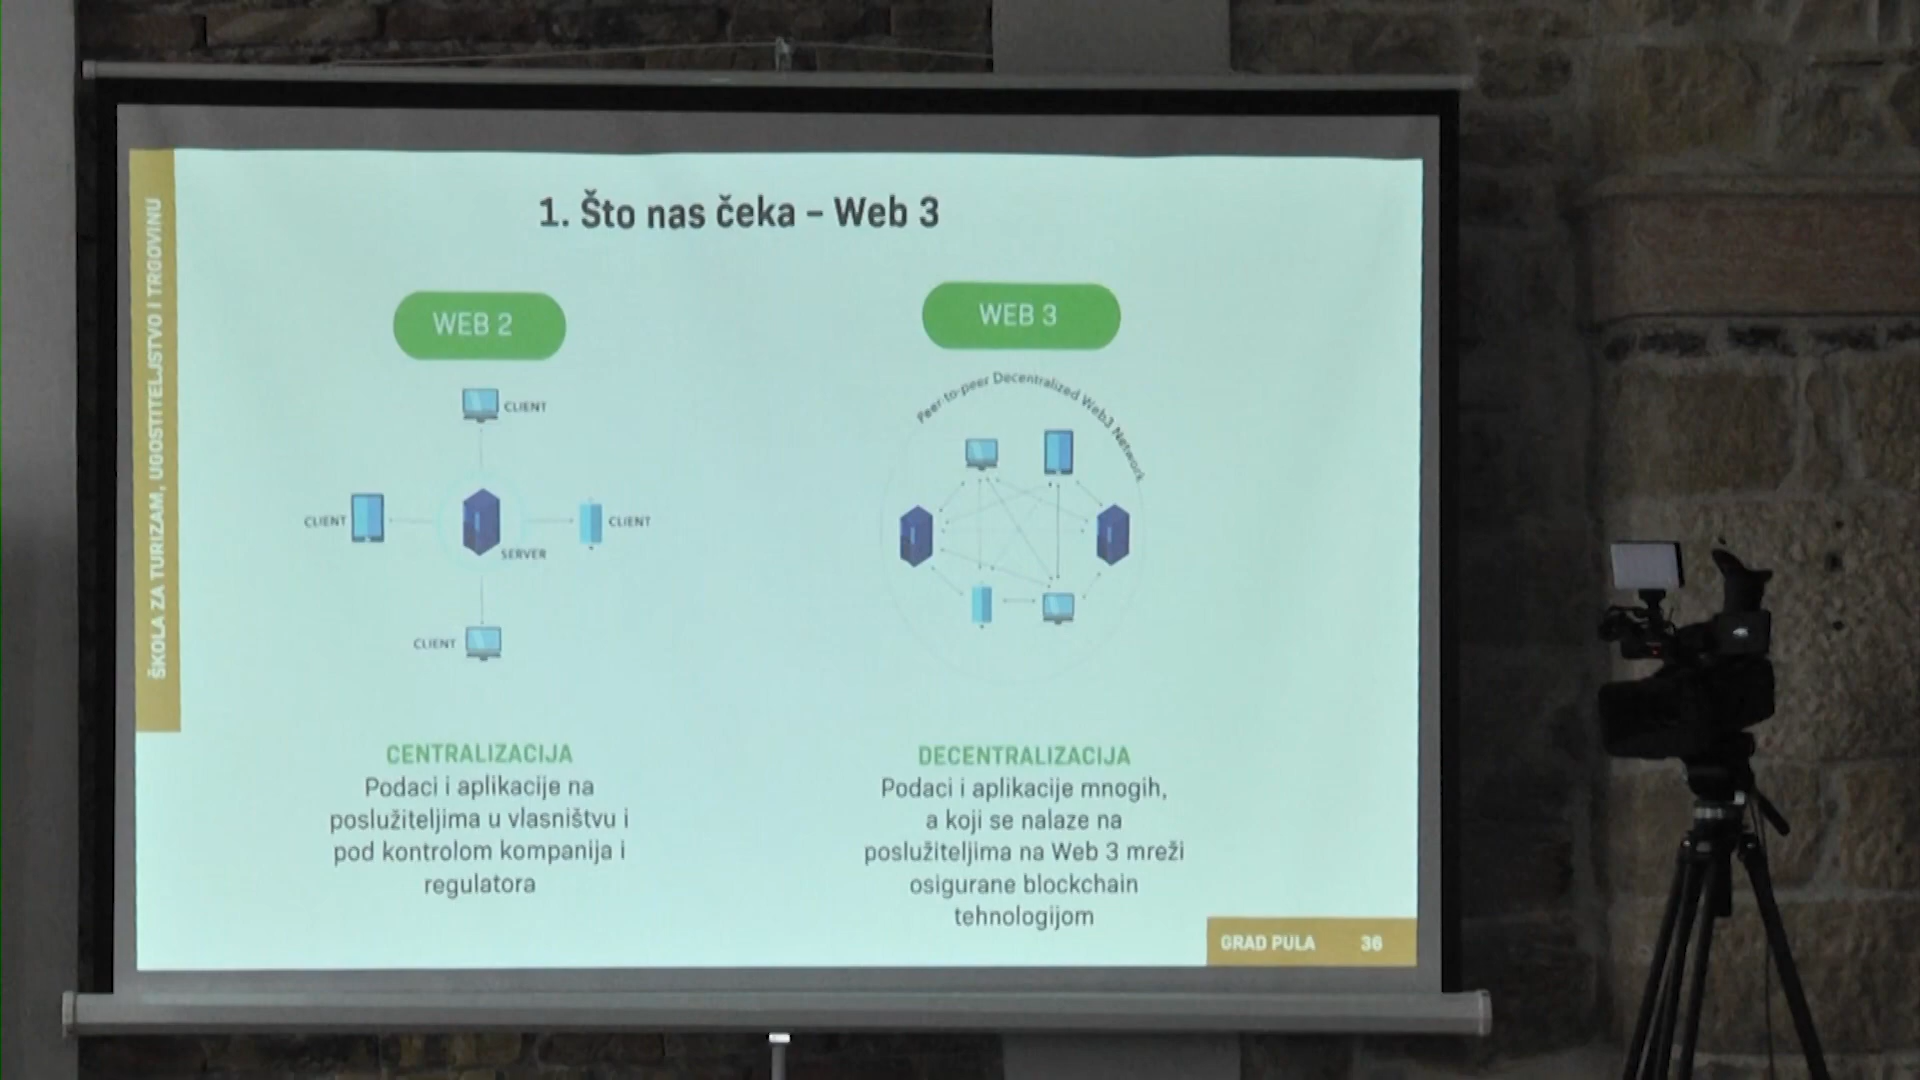 1. Što nas čeka – Web 3
ŠKOLA ZA TURIZAM, UGOSTITELJSTVO I TRGOVINU
WEB 2
CLIENT
CLIENT
CLIENT
SERVER
CLIENT
CENTRALIZACIJA
Podaci i aplikacije na
poslužiteljima u vlasništvu i
pod kontrolom kompanija i
regulatora
WEB 3
Peer-to-peer Decentralized Web3 Network
DECENTRALIZACIJA
Podaci i aplikacije mnogih,
a koji se nalaze na
poslužiteljima na Web 3 mreži
osigurane blockchain
tehnologijom
GRAD PULA 36